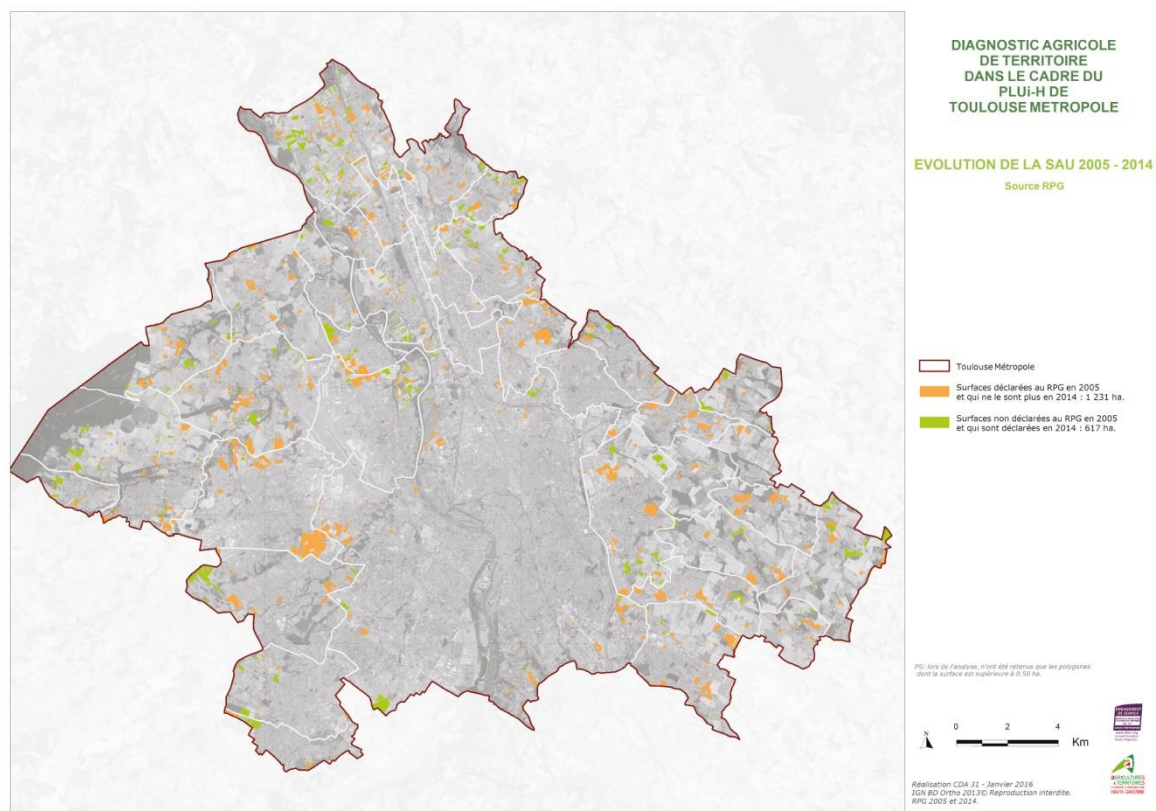 DIAGNOSTIC AGRICOLE
DE TERRITOIRE
DANS LE CADRE DU
PLUi-H DE
TOULOUSE METROPOLE
EVOLUTION DE LA SAU 2005 - 2014
Source RPG
Toulouse Métropole
Surfaces déclarées au RPG en 2005
et qui ne le sont plus en 2014 : 1 231 ha.
Surfaces non déclarées au RPG en 2005
et qui sont déclarées en 2014 : 617 ha.
PS: lors de l'analyse, n'ont été retenus que les polygones
dont la surface est supérieure à 0.50 ha.
N
0 2 4
Km
Réalisation CDA 31 - Janvier 2016
IGN BD Ortho 2013© Reproduction interdite.
RPG 2005 et 2014.
AGRICULTURES
& TERRITOIRES
HAUTE-GARONNE